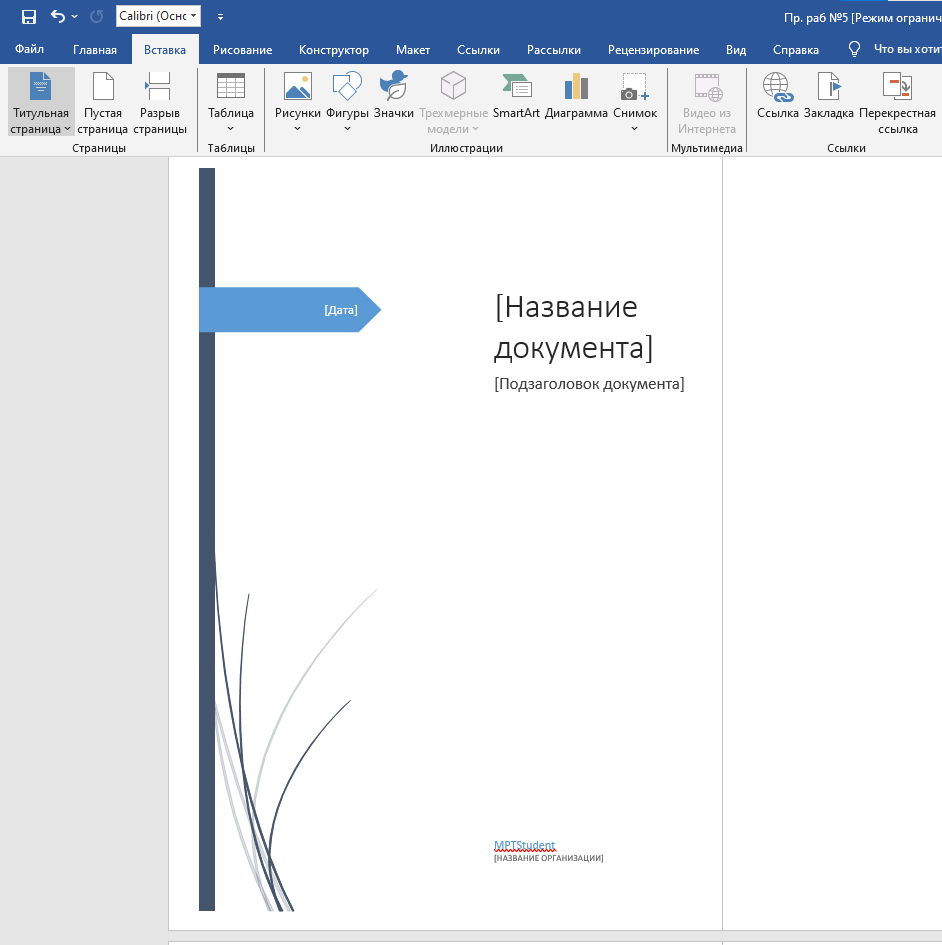 Calibri (Оснс
Пр. раб №5 [Режим огранич
Файл Главная Вставка Рисование Конструктор Макет Ссылки Рассылки Рецензирование Вид Справка Что вы хоти
Титульная страница
Пустая страница
Разрыв страницы
Таблица
Рисунки
Фигуры
Значки
Трехмерные модели
SmartArt
Диаграмма
Снимок
Видео из Интернета
Ссылка
Закладка
Перекрестная ссылка
Страницы Таблицы Иллюстрации Мультимедиа Ссылки
[Дата]
[Название
документа]
[Подзаголовок документа]
MPTStudent
[НАЗВАНИЕ ОРГАНИЗАЦИИ]